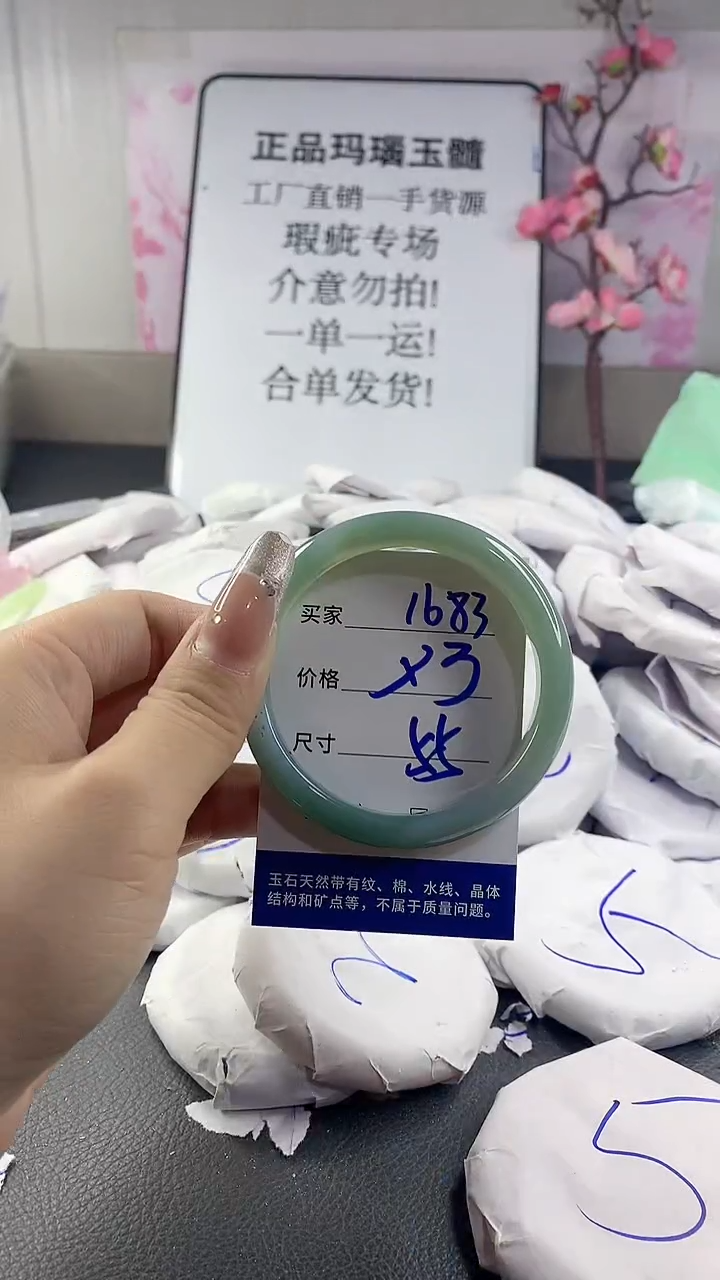 正品玛瑙玉髓
工厂直销一手货源
瑕疵专场
介意勿拍!
一单一运!
合单发货!
买家 1683
价格 x3
尺寸
玉石天然带有纹、棉、水线、晶体
结构和矿点等，不属于质量问题。
5
5